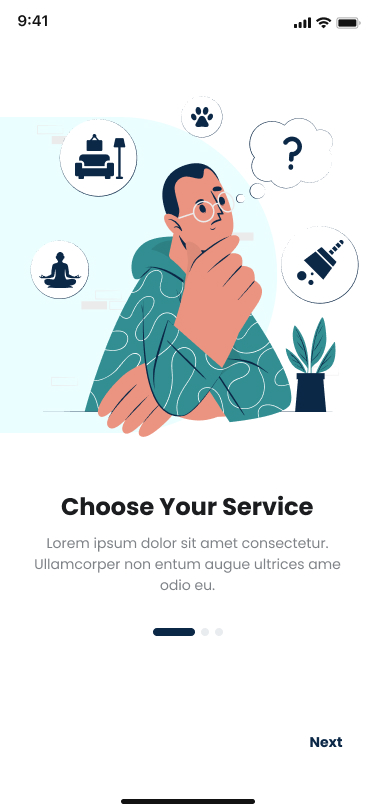 9:41
?
Choose Your Service
Lorem ipsum dolor sit amet consectetur.
Ullamcorper non entum augue ultrices ame
odio eu.
Next